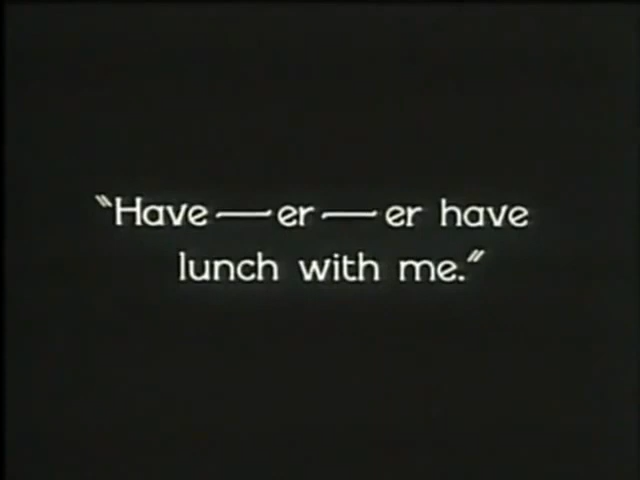 "Have — er — er have
lunch with me."